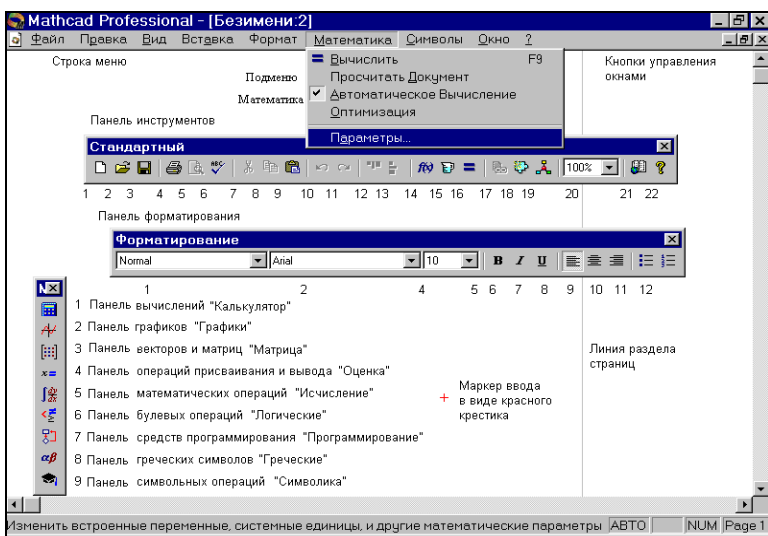 Mathcad Professional - [Безимени:2]
Файл Правка Вид Вставка Формат Математика Символы Окно ?
Строка меню
Подменю
Математика
Вычислить F9
Просчитать Документ
Автоматическое Вычисление
Оптимизация
Параметры...
Кнопки управления
окнами
Панель инструментов
Стандартный
100%
1 2 3 4 5 6 7 8 9 10 11 12 13 14 15 16 17 18 19 20 21 22
Панель форматирования
Форматирование
Normal Arial 10 B I U
1 2 4 5 6 7 8 9 10 11 12
1 Панель вычислений "Калькулятор"
2 Панель графиков "Графики"
3 Панель векторов и матриц "Матрица"
4 Панель операций присваивания и вывода "Оценка"
5 Панель математических операций "Исчисление"
6 Панель булевых операций "Логические"
7 Панель средств программирования "Программирование"
8 Панель греческих символов "Греческие"
9 Панель символьных операций "Символика"
Маркер ввода
в виде красного
крестика
Линия раздела
страниц
Изменить встроенные переменные, системные единицы, и другие математические параметры АВТО NUM Page 1